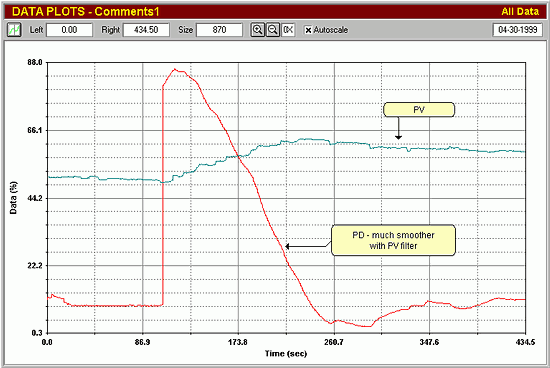 DATA PLOTS - Comments1 All Data
Left 0.00 Right 434.50 Size 870 0X Autoscale 04-30-1999
88.0
66.1
44.2
22.2
0.3
Data (%)
PV
PD - much smoother
with PV filter
0.0 86.9 173.8 260.7 347.6 434.5
Time (sec)